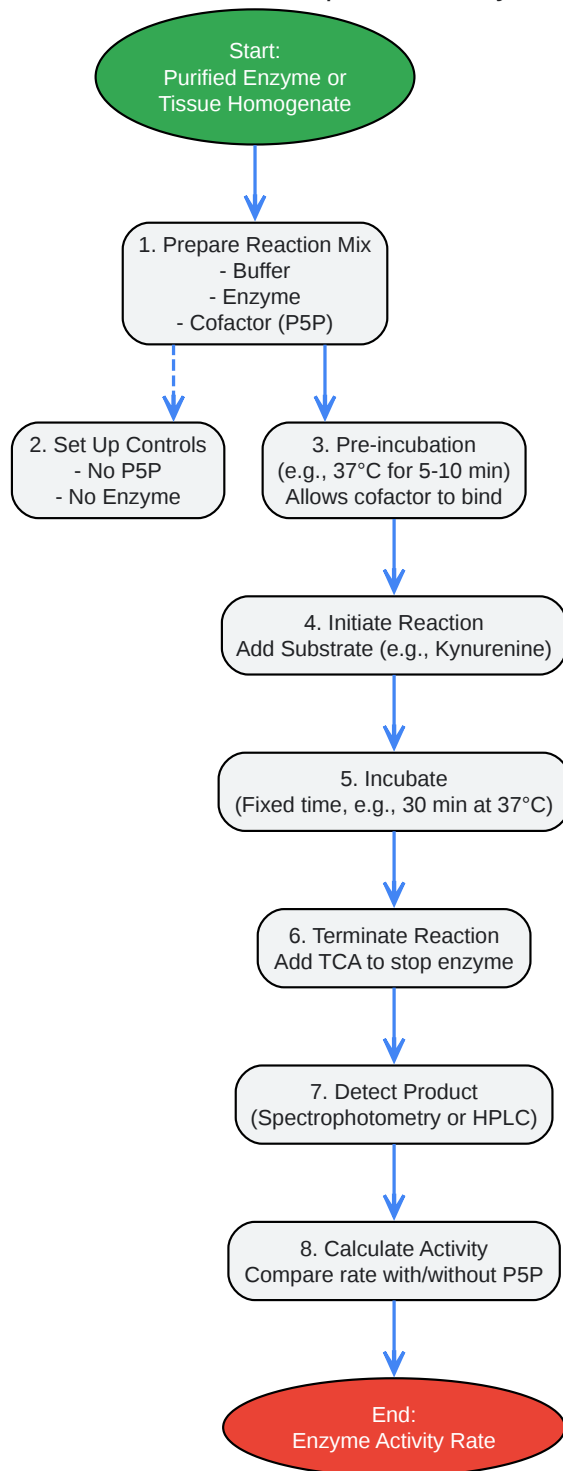 Start:
Purified Enzyme or
Tissue Homogenate
1. Prepare Reaction Mix
- Buffer
- Enzyme
- Cofactor (P5P)
2. Set Up Controls
- No P5P
- No Enzyme
3. Pre-incubation
(e.g., 37°C for 5-10 min)
Allows cofactor to bind
4. Initiate Reaction
Add Substrate (e.g., Kynurenine)
5. Incubate
(Fixed time, e.g., 30 min at 37°C)
6. Terminate Reaction
Add TCA to stop enzyme
7. Detect Product
(Spectrophotometry or HPLC)
8. Calculate Activity
Compare rate with/without P5P
End:
Enzyme Activity Rate